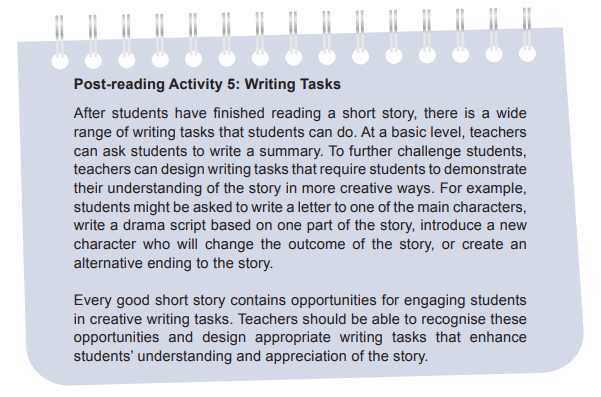 Post-reading Activity 5: Writing Tasks
After students have finished reading a short story, there is a wide
range of writing tasks that students can do. At a basic level, teachers
can ask students to write a summary. To further challenge students,
teachers can design writing tasks that require students to demonstrate
their understanding of the story in more creative ways. For example,
students might be asked to write a letter to one of the main characters,
write a drama script based on one part of the story, introduce a new
character who will change the outcome of the story, or create an
alternative ending to the story.
Every good short story contains opportunities for engaging students
in creative writing tasks. Teachers should be able to recognise these
opportunities and design appropriate writing tasks that enhance
students' understanding and appreciation of the story.